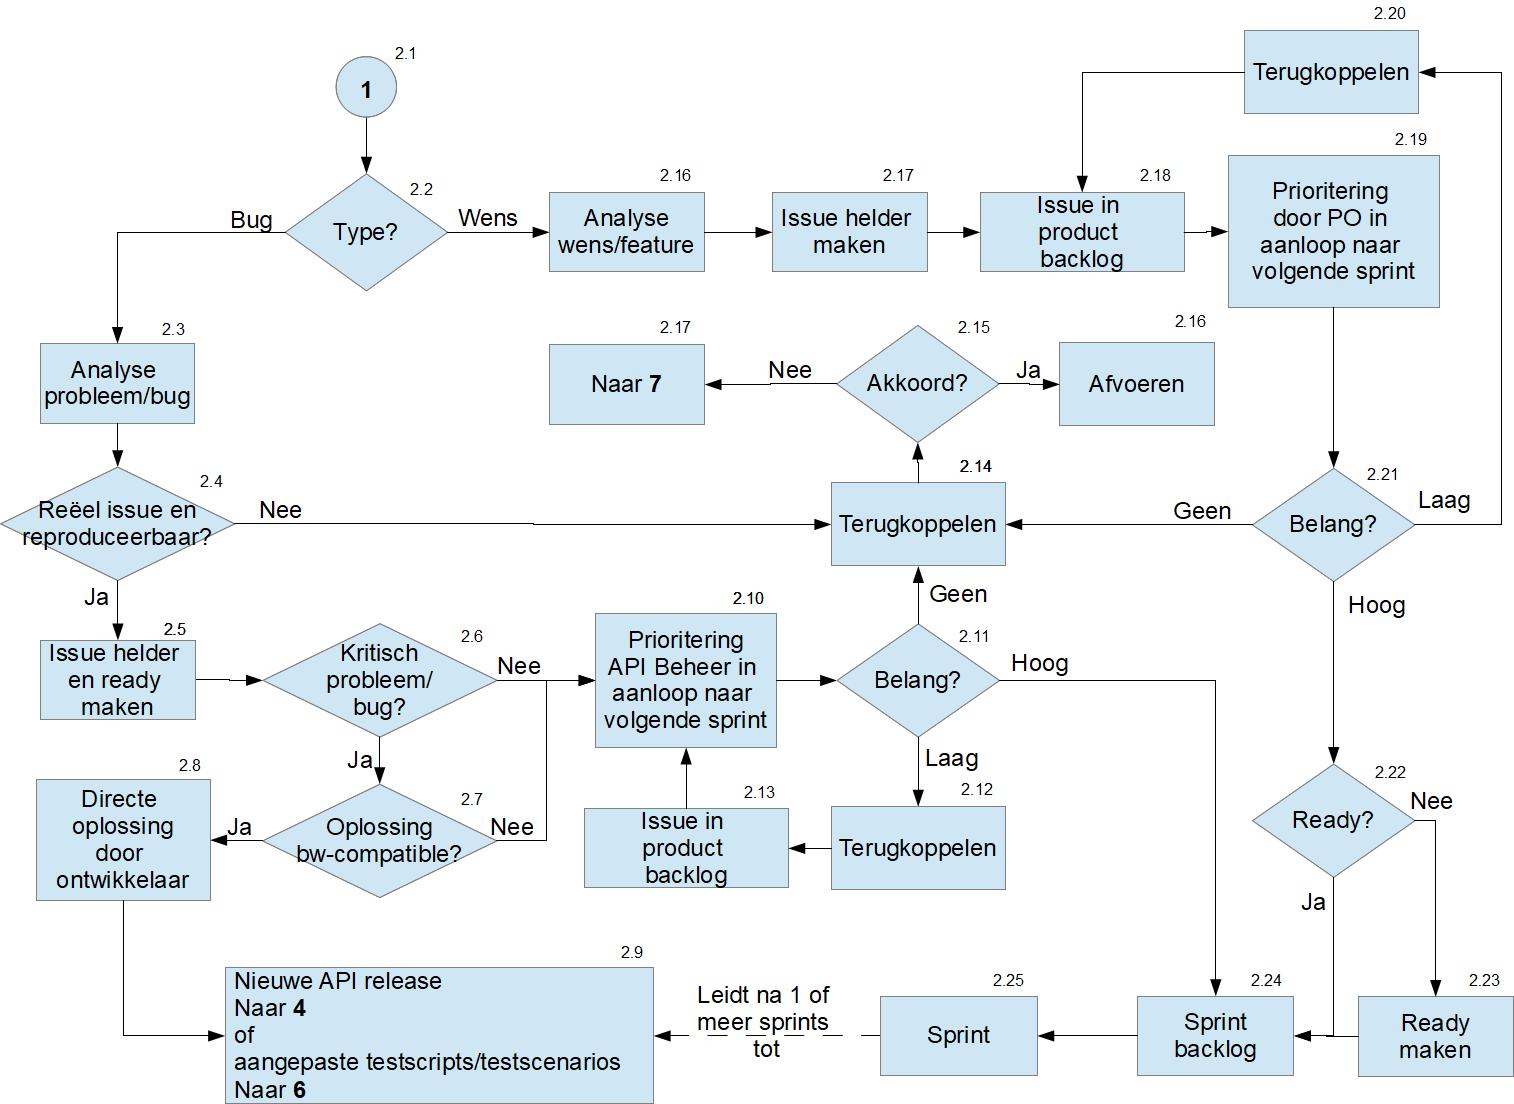 2.20
Terugkoppelen
2.1
1
2.19
Prioritering
door PO in
aanloop naar
volgende sprint
2.2
Type?
Bug
Wens
2.16
Analyse
wens/feature
2.17
Issue helder
maken
2.18
Issue in
product
backlog
2.3
Analyse
probleem/bug
2.17
Naar 7
Nee
2.15
Akkoord?
Ja
2.16
Afvoeren
2.4
Reëel issue en
reproduceerbaar?
Nee
2.14
Terugkoppelen
Geen
2.21
Belang?
Laag
Ja
Geen
Hoog
2.5
Issue helder
en ready
maken
2.6
Kritisch
probleem/
bug?
Nee
2.10
Prioritering
API Beheer in
aanloop naar
volgende sprint
2.11
Belang?
Hoog
Ja
Laag
2.8
Directe
oplossing
door
ontwikkelaar
Ja
2.7
Oplossing
bw-compatible?
Nee
2.13
Issue in
product
backlog
2.12
Terugkoppelen
2.22
Ready?
Nee
Ja
2.9
Nieuwe API release
Naar 4
of
aangepaste testscripts/testscenarios
Naar 6
Leidt na 1 of
meer sprints
tot
2.25
Sprint
2.24
Sprint
backlog
2.23
Ready
maken